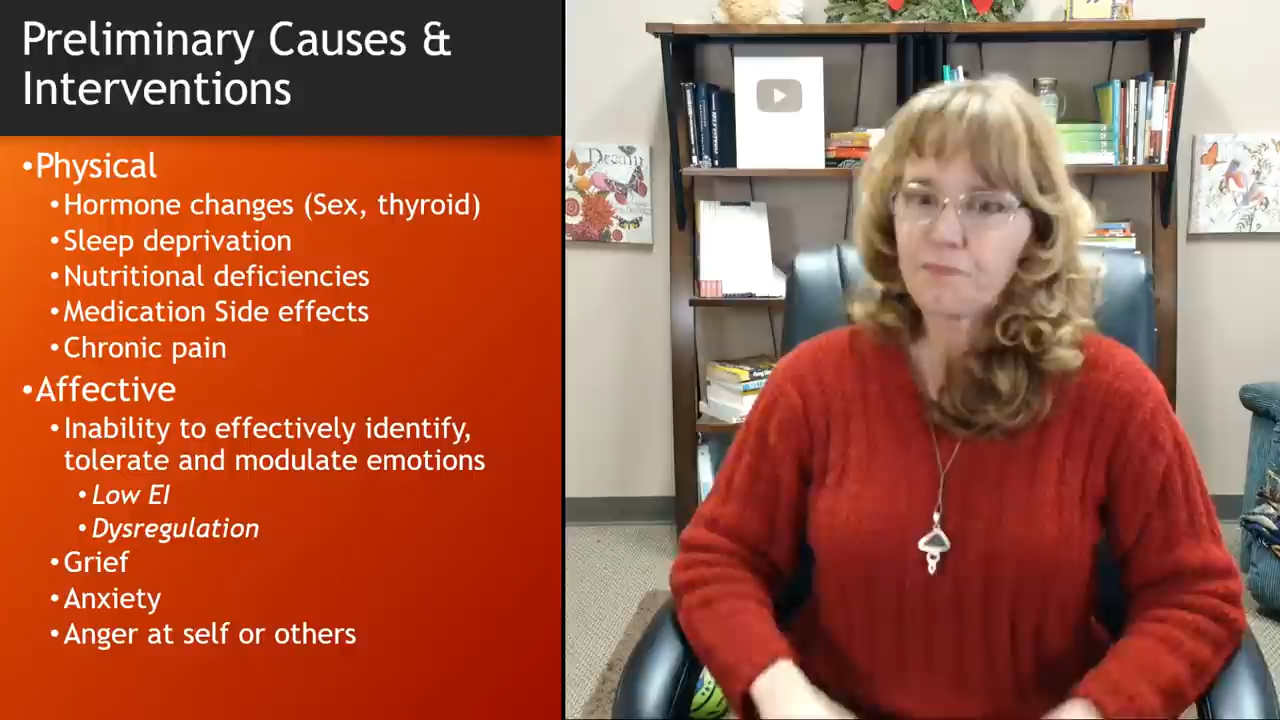 Preliminary Causes &
Interventions
•Physical
•Hormone changes (Sex, thyroid)
•Sleep deprivation
•Nutritional deficiencies
•Medication Side effects
•Chronic pain
•Affective
•Inability to effectively identify,
tolerate and modulate emotions
•Low EI
•Dysregulation
•Grief
•Anxiety
•Anger at self or others
Dream